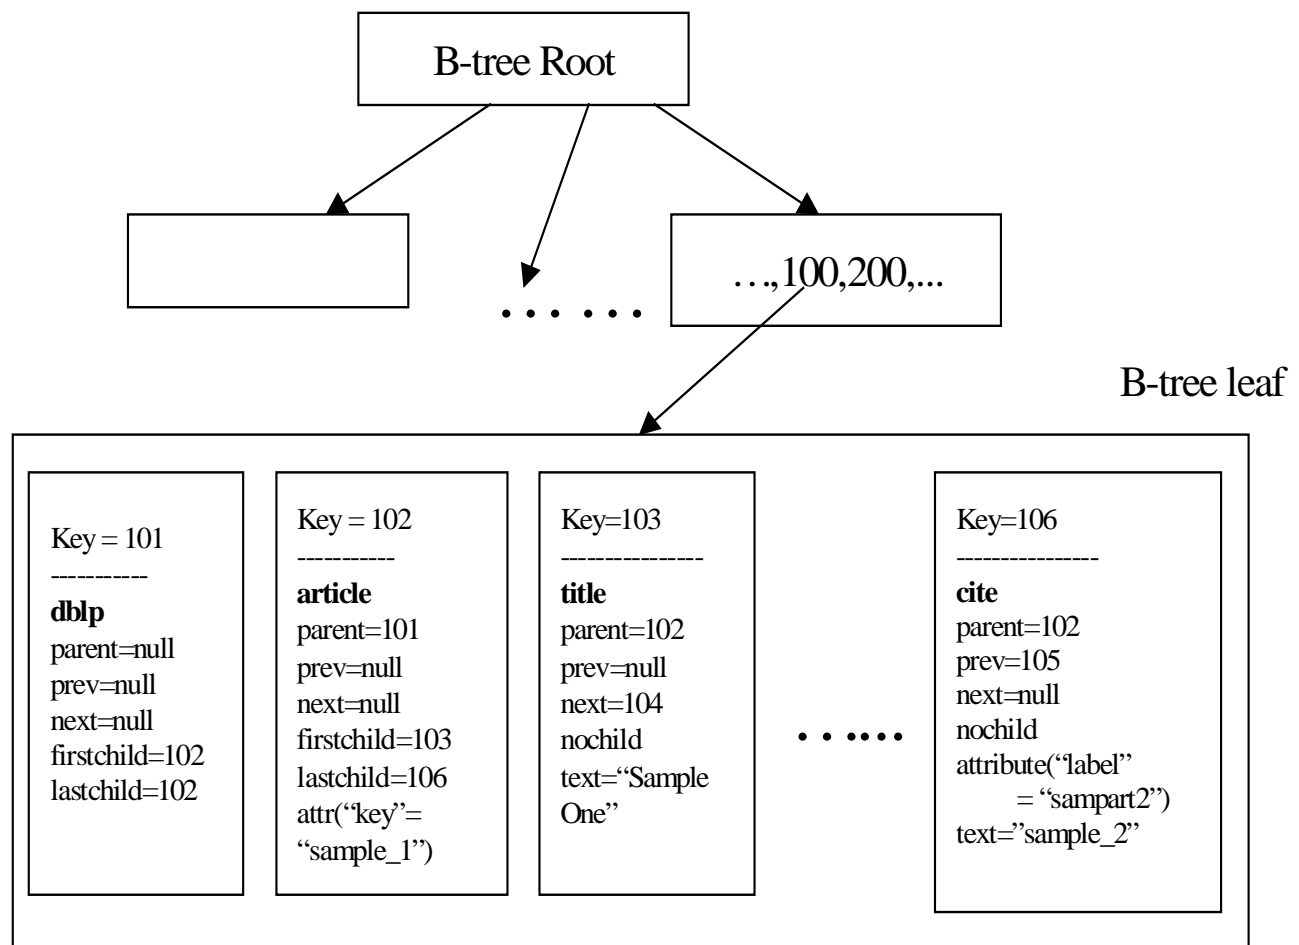 B-tree Root
…,100,200,...
…...
B-tree leaf
Key = 101
-----------
dblp
parent=null
prev=null
next=null
firstchild=102
lastchild=102
Key = 102
-----------
article
parent=101
prev=null
next=null
firstchild=103
lastchild=106
attr(“key”=
“sample_1”)
Key=103
----------------
title
parent=102
prev=null
next=104
nochild
text=“Sample
One”
…...
Key=106
----------------
cite
parent=102
prev=105
next=null
nochild
attribute(“label”
= “sampart2”)
text=”sample_2”